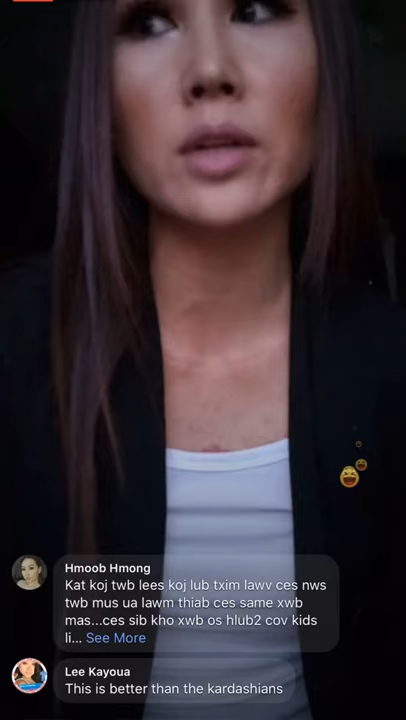 Hmoob Hmong
Kat koj twb lees koj lub txim lawv ces nws
twb mus ua lawm thiab ces same xwb
mas...ces sib kho xwb os hlub2 cov kids
li... See More
Lee Kayoua
This is better than the kardashians